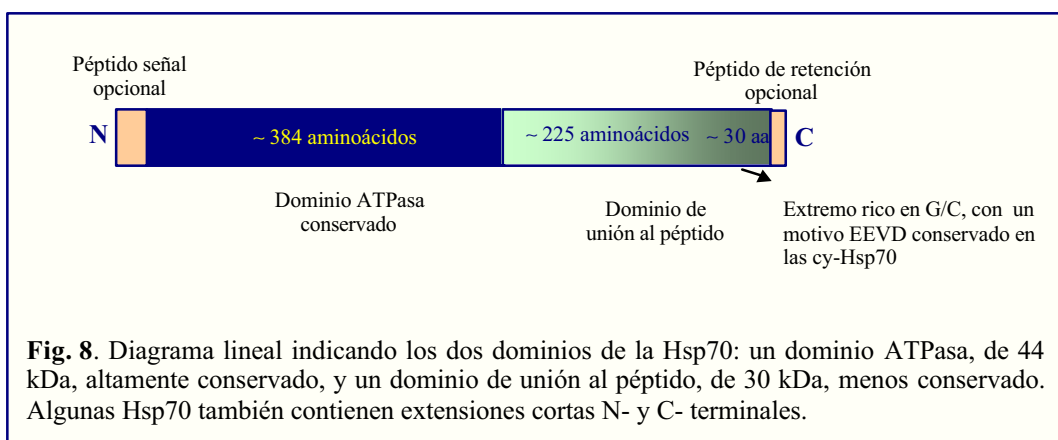 Péptido señal
opcional
Péptido de retención
opcional
N
~ 384 aminoácidos
~ 225 aminoácidos
~ 30 aa
C
Dominio ATPasa
conservado
Dominio de
unión al péptido
Extremo rico en G/C, con un
motivo EEVD conservado en
las cy-Hsp70
Fig. 8. Diagrama lineal indicando los dos dominios de la Hsp70: un dominio ATPasa, de 44
kDa, altamente conservado, y un dominio de unión al péptido, de 30 kDa, menos conservado.
Algunas Hsp70 también contienen extensiones cortas N- y C- terminales.